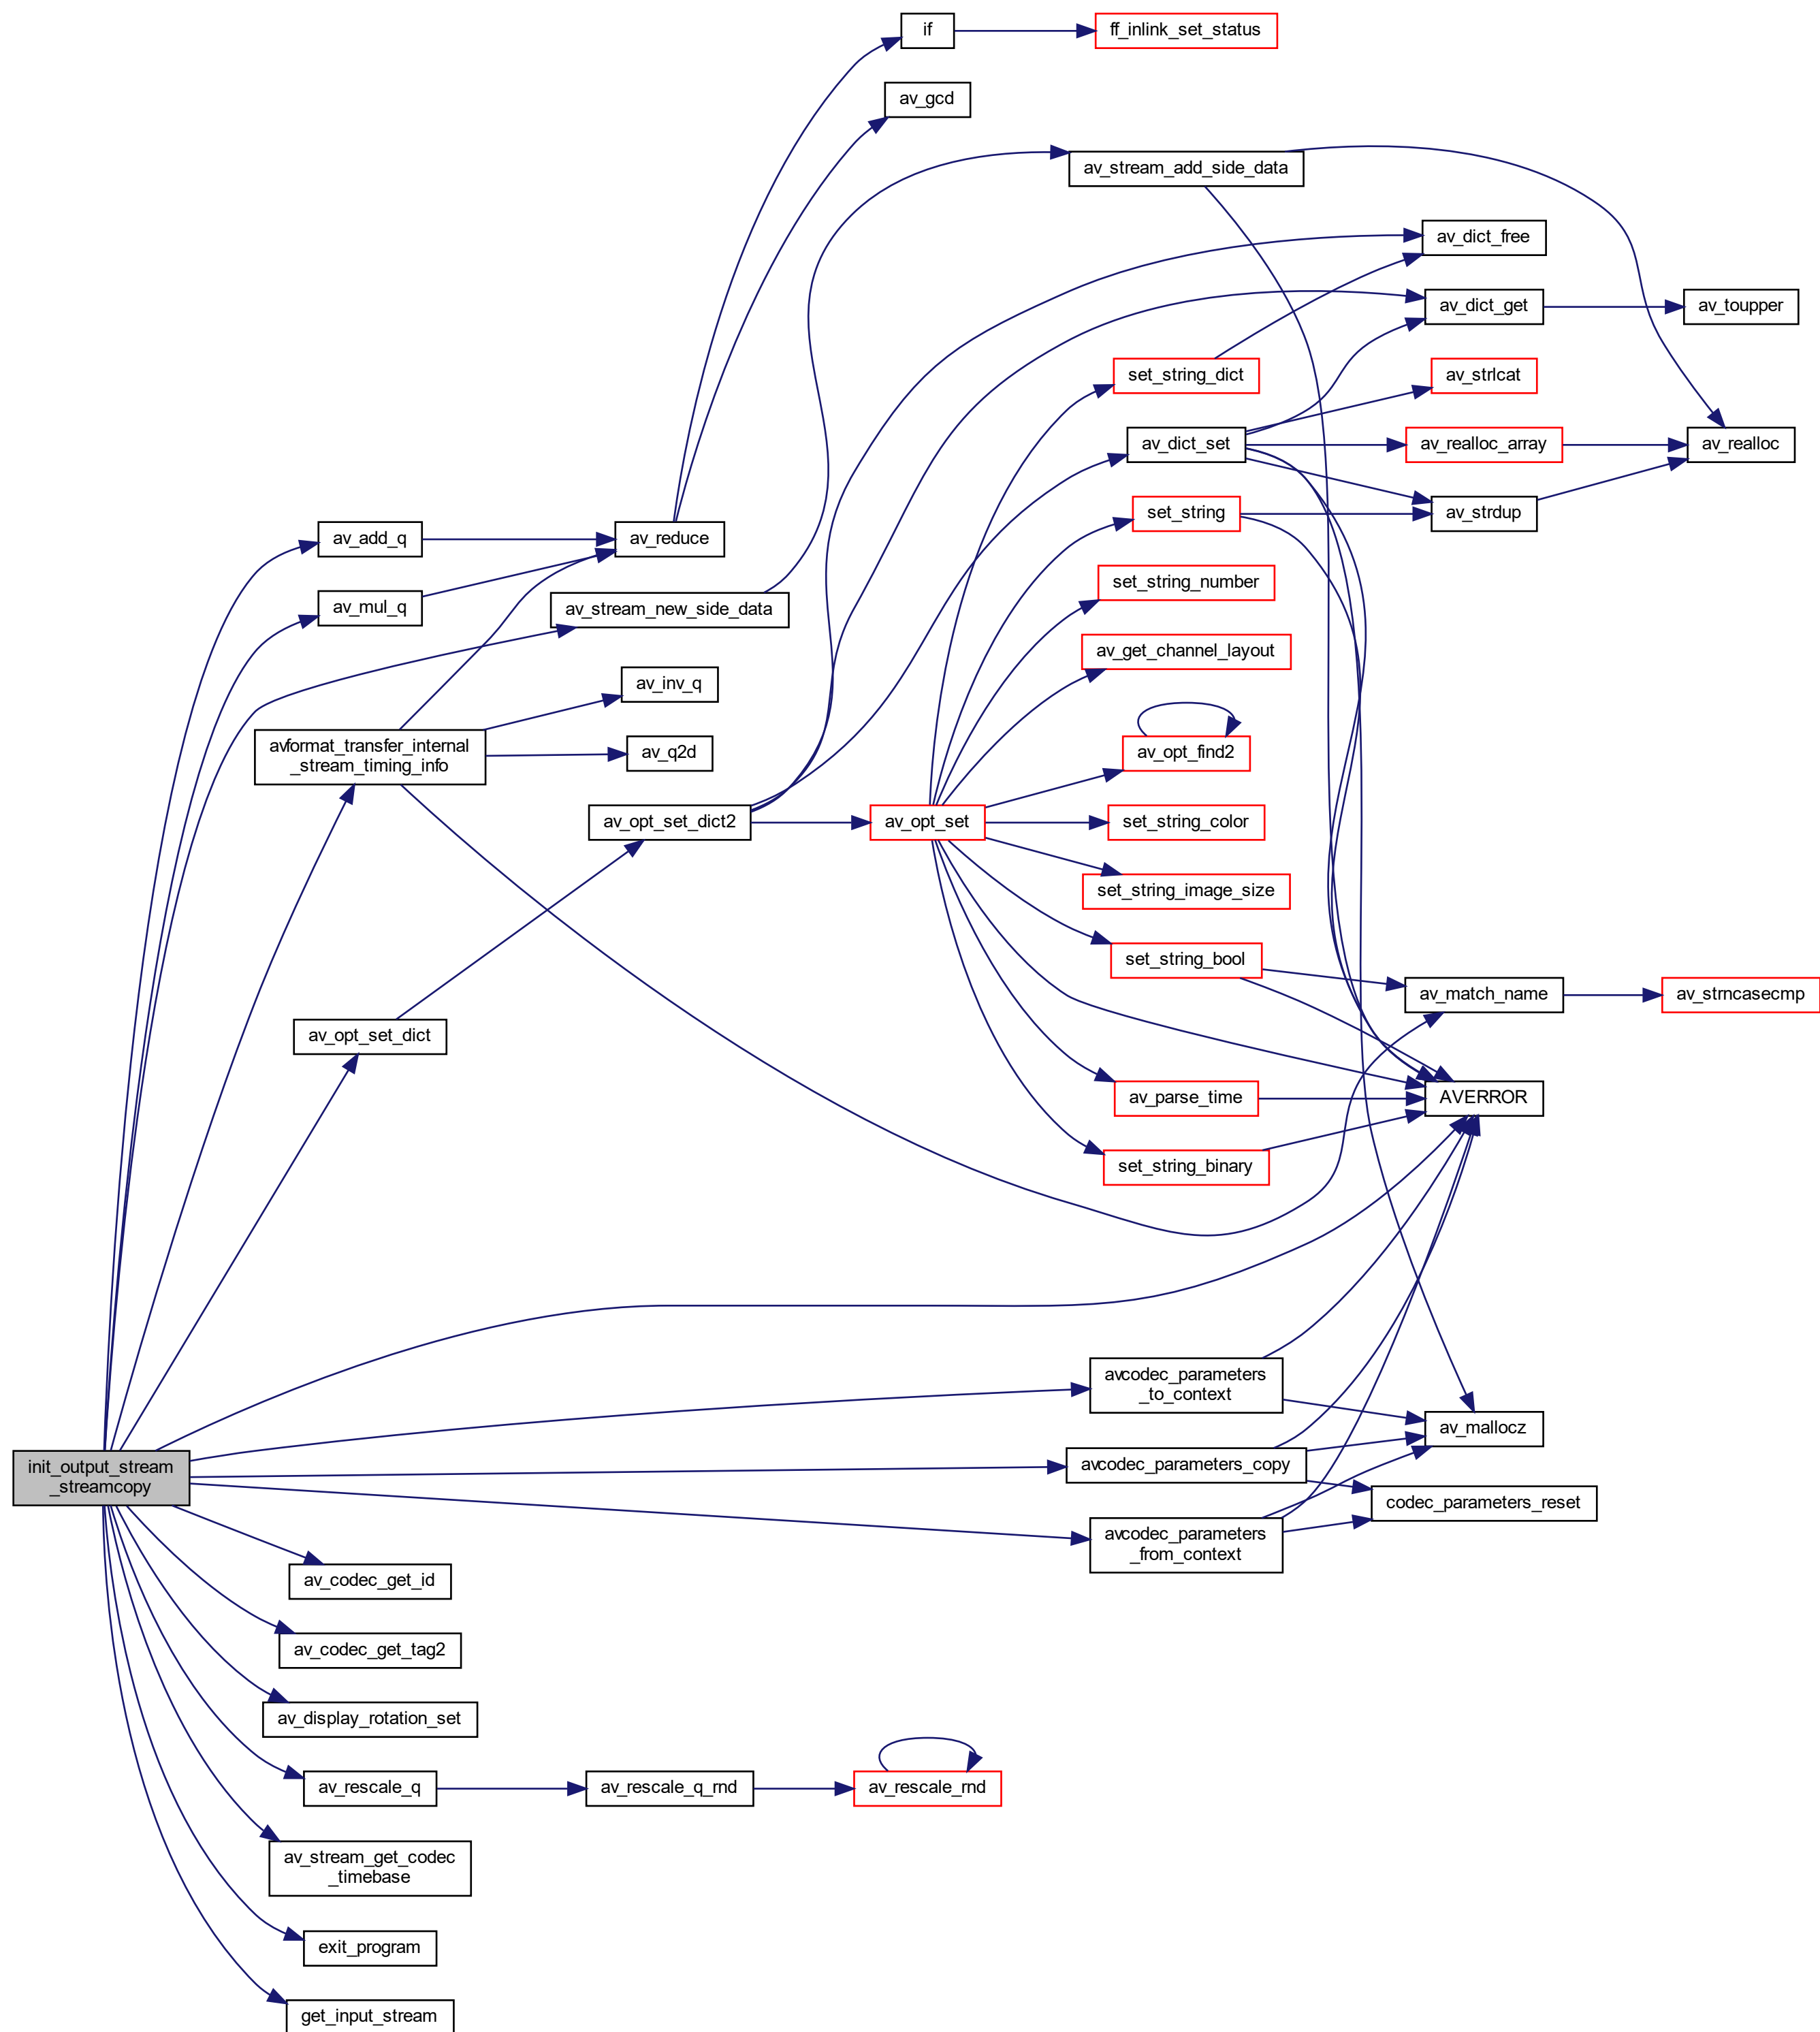 if
ff_inlink_set_status
av_gcd
av_stream_add_side_data
av_dict_free
av_dict_get
av_toupper
set_string_dict
av_strlcat
av_dict_set
av_realloc_array
av_realloc
set_string
av_strdup
av_add_q
av_reduce
av_mul_q
av_stream_new_side_data
set_string_number
av_get_channel_layout
av_inv_q
avformat_transfer_internal
_stream_timing_info
av_q2d
av_opt_find2
av_opt_set_dict2
av_opt_set
set_string_color
set_string_image_size
set_string_bool
av_match_name
av_strncasecmp
av_opt_set_dict
av_parse_time
AVERROR
set_string_binary
avcodec_parameters
_to_context
av_mallocz
init_output_stream
_streamcopy
avcodec_parameters_copy
codec_parameters_reset
avcodec_parameters
_from_context
av_codec_get_id
av_codec_get_tag2
av_display_rotation_set
av_rescale_q
av_rescale_q_rnd
av_rescale_rnd
av_stream_get_codec
_timebase
exit_program
get_input_stream